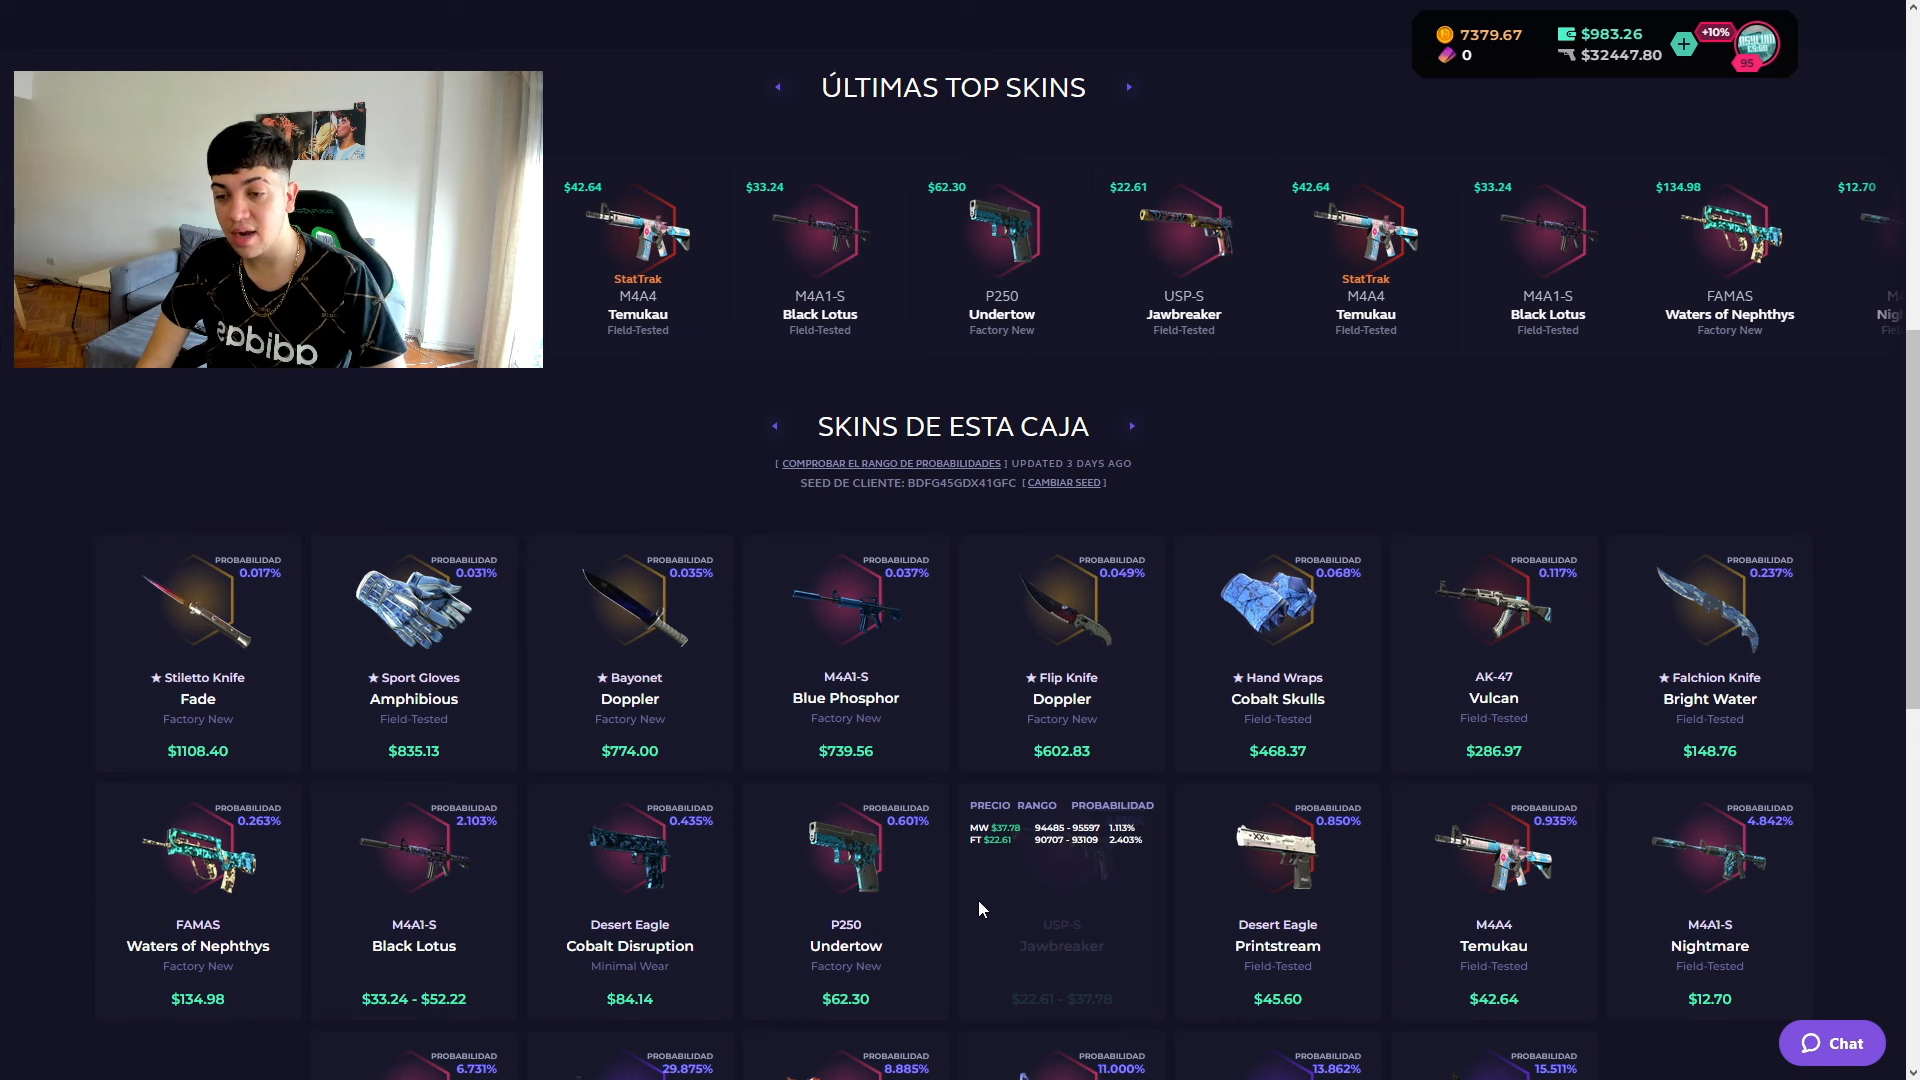 7379.67
$983.26
+10%
0
$32447.80
95
ÚLTIMAS TOP SKINS
$42.64
$33.24
$62.30
$22.61
$42.64
$33.24
$134.98
$12.70
StatTrak
StatTrak
M4A4
M4A1-S
P250
USP-S
M4A4
M4A1-S
FAMAS
Temukau
Black Lotus
Undertow
Jawbreaker
Temukau
Black Lotus
Waters of Nephthys
Field-Tested
Field-Tested
Factory New
Field-Tested
Field-Tested
Field-Tested
Factory New
SKINS DE ESTA CAJA
[ COMPROBAR EL RANGO DE PROBABILIDADES ] UPDATED 3 DAYS AGO
SEED DE CLIENTE: BDFG45GDX41GFC [ CAMBIAR SEED ]
PROBABILIDAD
0.017%
★ Stiletto Knife
Fade
Factory New
$1108.40
PROBABILIDAD
0.031%
★ Sport Gloves
Amphibious
Field-Tested
$835.13
PROBABILIDAD
0.035%
★ Bayonet
Doppler
Factory New
$774.00
PROBABILIDAD
0.037%
M4A1-S
Blue Phosphor
Factory New
$739.56
PROBABILIDAD
0.049%
★ Flip Knife
Doppler
Factory New
$602.83
PROBABILIDAD
0.068%
★ Hand Wraps
Cobalt Skulls
Field-Tested
$468.37
PROBABILIDAD
0.117%
AK-47
Vulcan
Field-Tested
$286.97
PROBABILIDAD
0.237%
★ Falchion Knife
Bright Water
Field-Tested
$148.76
PROBABILIDAD
0.263%
FAMAS
Waters of Nephthys
Factory New
$134.98
PROBABILIDAD
2.103%
M4A1-S
Black Lotus
$33.24 - $52.22
PROBABILIDAD
0.435%
Desert Eagle
Cobalt Disruption
Minimal Wear
$84.14
PROBABILIDAD
0.601%
P250
Undertow
Factory New
$62.30
PRECIO RANGO PROBABILIDAD
MW $37.78 94485 - 95597 1.113%
FT $22.61 90707 - 93109 2.403%
USP-S
Jawbreaker
$22.61 - $37.78
PROBABILIDAD
0.850%
Desert Eagle
Printstream
Field-Tested
$45.60
PROBABILIDAD
0.935%
M4A4
Temukau
Field-Tested
$42.64
PROBABILIDAD
4.842%
M4A1-S
Nightmare
Field-Tested
$12.70
PROBABILIDAD
6.731%
PROBABILIDAD
29.875%
PROBABILIDAD
8.885%
PROBABILIDAD
11.000%
PROBABILIDAD
13.862%
PROBABILIDAD
15.511%
Chat